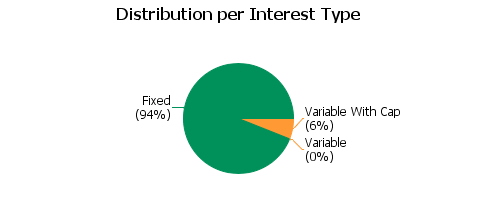 Distribution per Interest Type
Fixed
(94%)
Variable With Cap
(6%)
Variable
(0%)